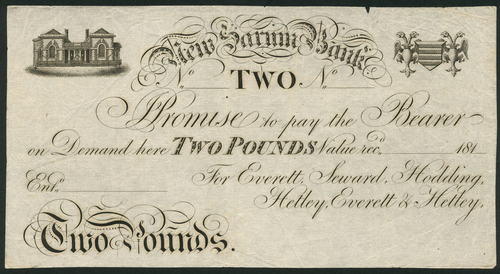 New Sarum Bank
No. TWO No.
I Promise to pay the Bearer
on Demand here TWO POUNDS Value recd. 181
Entd. For Everett, Seward, Hodding,
Hetley, Everett & Hetley.
Two Pounds.